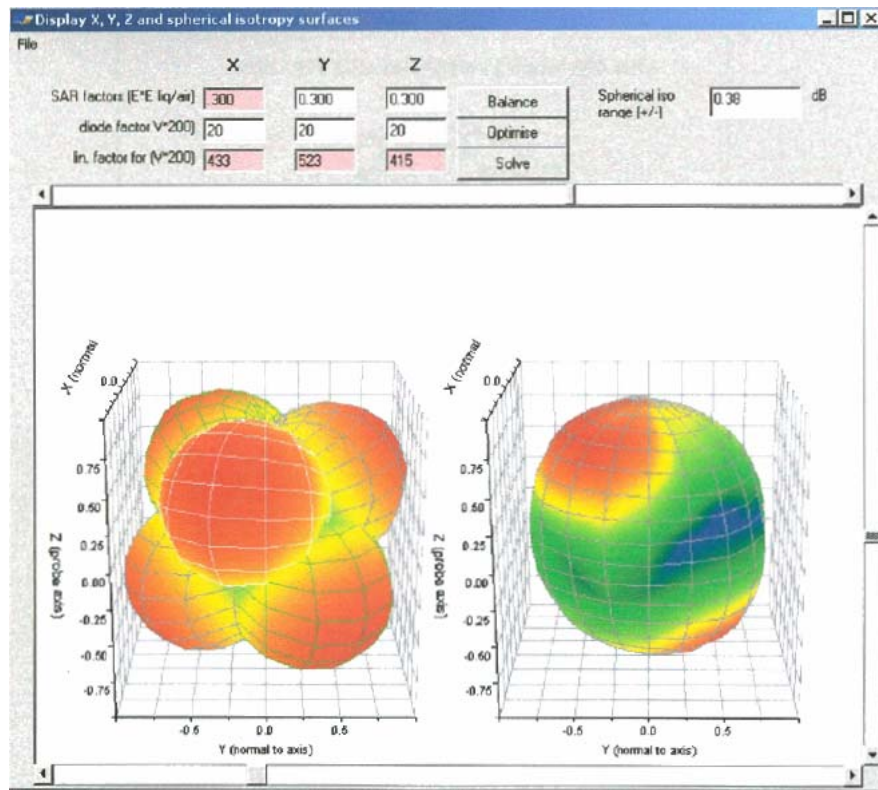 Display X, Y, Z and spherical isotropy surfaces
File
X Y Z
SAR factors (E*E liq/air) .300 0.300 0.300 Balance Spherical iso range [+/-] 0.38 dB
diode factor V*200) 20 20 20 Optimise
lin. factor for (V*200) 433 523 415 Solve
X (normal
0.0
0.75
0.50
0.25
0.00
-0.25
-0.50
-0.75
Z (probe axis)
-0.5 0.0 0.5
Y (normal to axis)
X (normal
0.0
0.75
0.50
0.25
0.00
-0.25
-0.50
-0.75
Z (probe axis)
-0.5 0.0 0.5
Y (normal to axis)